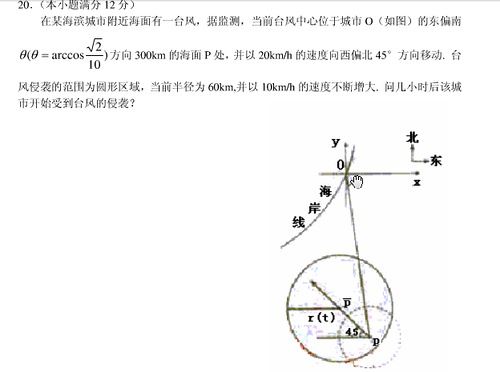 20.（本小题满分 12 分）
在某海滨城市附近海面有一台风，据监测，当前台风中心位于城市 O（如图）的东偏南
θ(θ = arccos √2/10) 方向 300km 的海面 P 处，并以 20km/h 的速度向西偏北 45° 方向移动. 台
风侵袭的范围为圆形区域，当前半径为 60km,并以 10km/h 的速度不断增大. 问几小时后该城
市开始受到台风的侵袭？
y
北
O
东
x
海
岸
线
P
r(t)
45
P